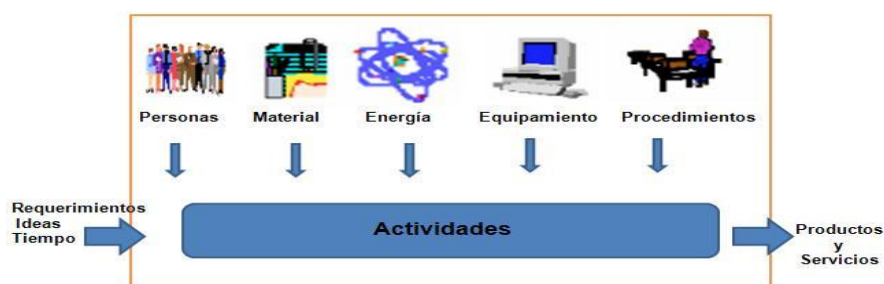 Personas
Material
Energía
Equipamiento
Procedimientos
Requerimientos
Ideas
Tiempo
Actividades
Productos
y
Servicios